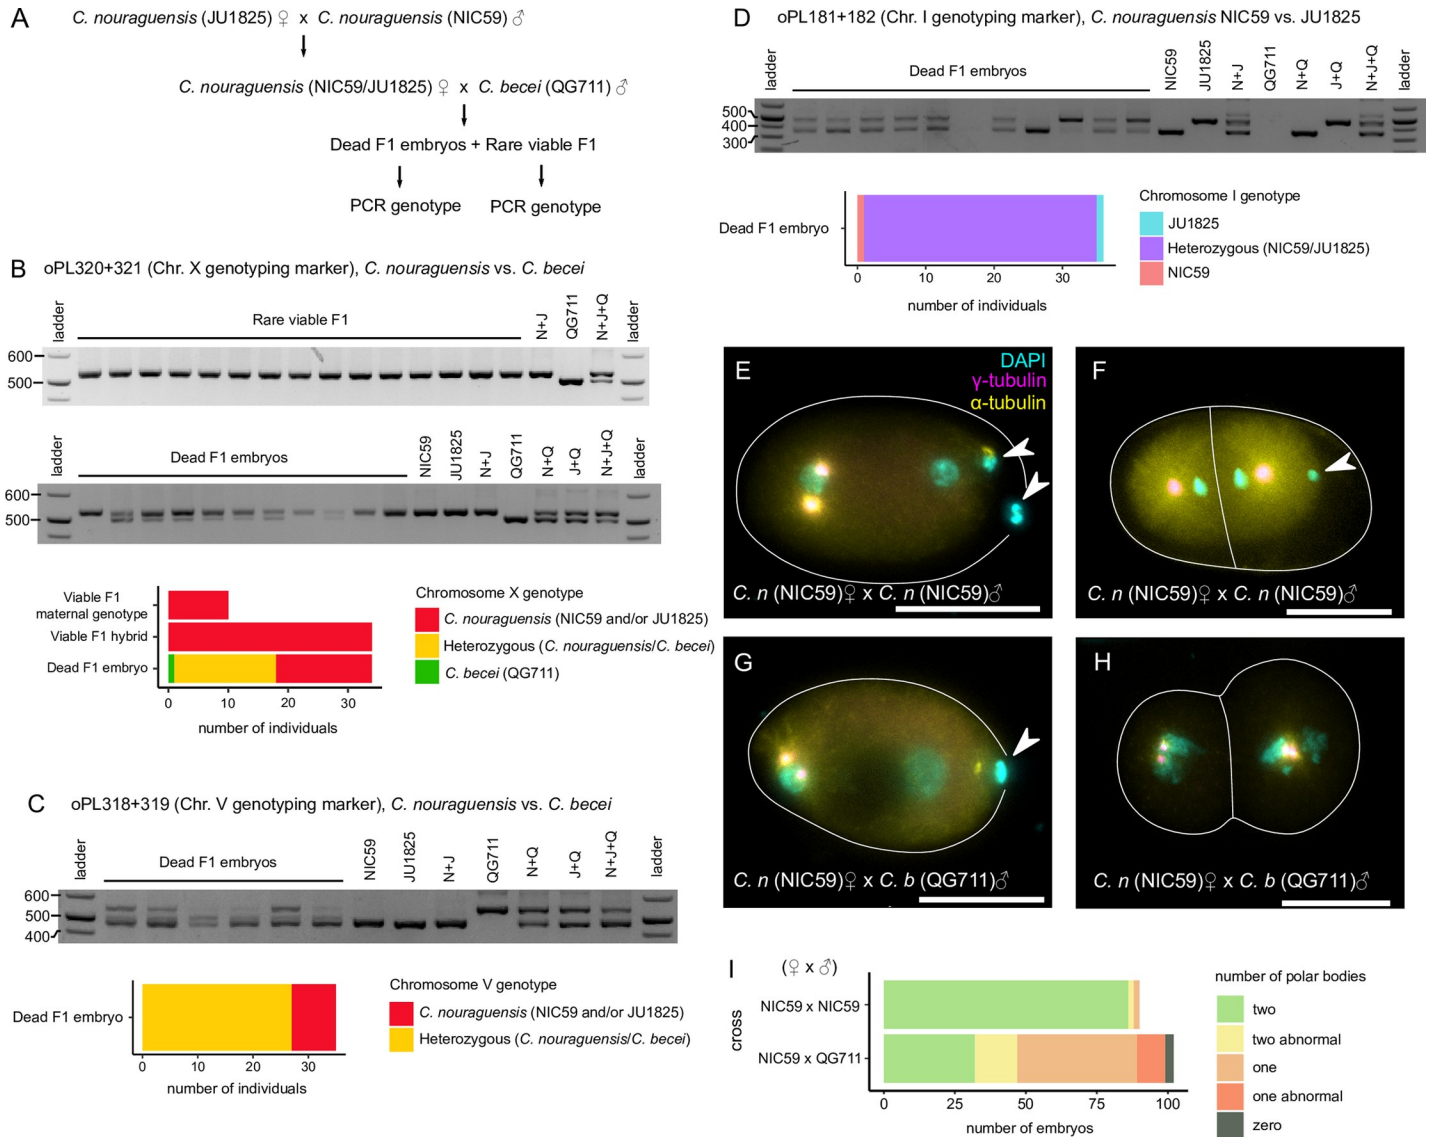 A
C. nouraguensis (JU1825) ♀ x C. nouraguensis (NIC59) ♂
C. nouraguensis (NIC59/JU1825) ♀ x C. becei (QG711) ♂
Dead F1 embryos + Rare viable F1
PCR genotype PCR genotype
B oPL320+321 (Chr. X genotyping marker), C. nouraguensis vs. C. becei
ladder
Rare viable F1
N+J
QG711
N+J+Q
ladder
600
500
ladder
Dead F1 embryos
NIC59
JU1825
N+J
QG711
N+Q
J+Q
N+J+Q
ladder
600
500
Viable F1
maternal genotype
Viable F1 hybrid
Dead F1 embryo
0 10 20 30
number of individuals
Chromosome X genotype
C. nouraguensis (NIC59 and/or JU1825)
Heterozygous (C. nouraguensis/C. becei)
C. becei (QG711)
C oPL318+319 (Chr. V genotyping marker), C. nouraguensis vs. C. becei
ladder
Dead F1 embryos
NIC59
JU1825
N+J
QG711
N+Q
J+Q
N+J+Q
ladder
600
500
400
Dead F1 embryo
0 10 20 30
number of individuals
Chromosome V genotype
C. nouraguensis (NIC59 and/or JU1825)
Heterozygous (C. nouraguensis/C. becei)
D oPL181+182 (Chr. I genotyping marker), C. nouraguensis NIC59 vs. JU1825
ladder
Dead F1 embryos
NIC59
JU1825
N+J
QG711
N+Q
J+Q
N+J+Q
ladder
500
400
300
Dead F1 embryo
0 10 20 30
number of individuals
Chromosome I genotype
JU1825
Heterozygous (NIC59/JU1825)
NIC59
E
DAPI
γ-tubulin
α-tubulin
C. n (NIC59)♀ x C. n (NIC59)♂
F
C. n (NIC59)♀ x C. n (NIC59)♂
G
C. n (NIC59)♀ x C. b (QG711)♂
H
C. n (NIC59)♀ x C. b (QG711)♂
I (♀ x ♂)
cross
NIC59 x NIC59
NIC59 x QG711
0 25 50 75 100
number of embryos
number of polar bodies
two
two abnormal
one
one abnormal
zero